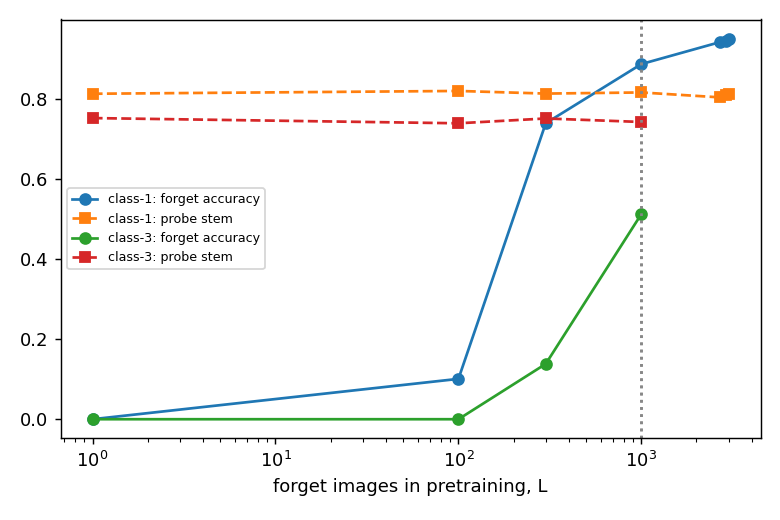 0.8
0.6
0.4
0.2
0.0
class-1: forget accuracy
class-1: probe stem
class-3: forget accuracy
class-3: probe stem
10⁰ 10¹ 10² 10³
forget images in pretraining, L